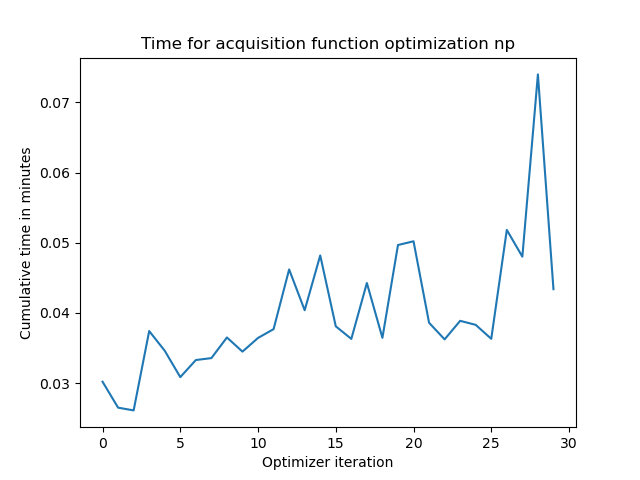 Time for acquisition function optimization np
Cumulative time in minutes
0.07
0.06
0.05
0.04
0.03
0 5 10 15 20 25 30
Optimizer iteration